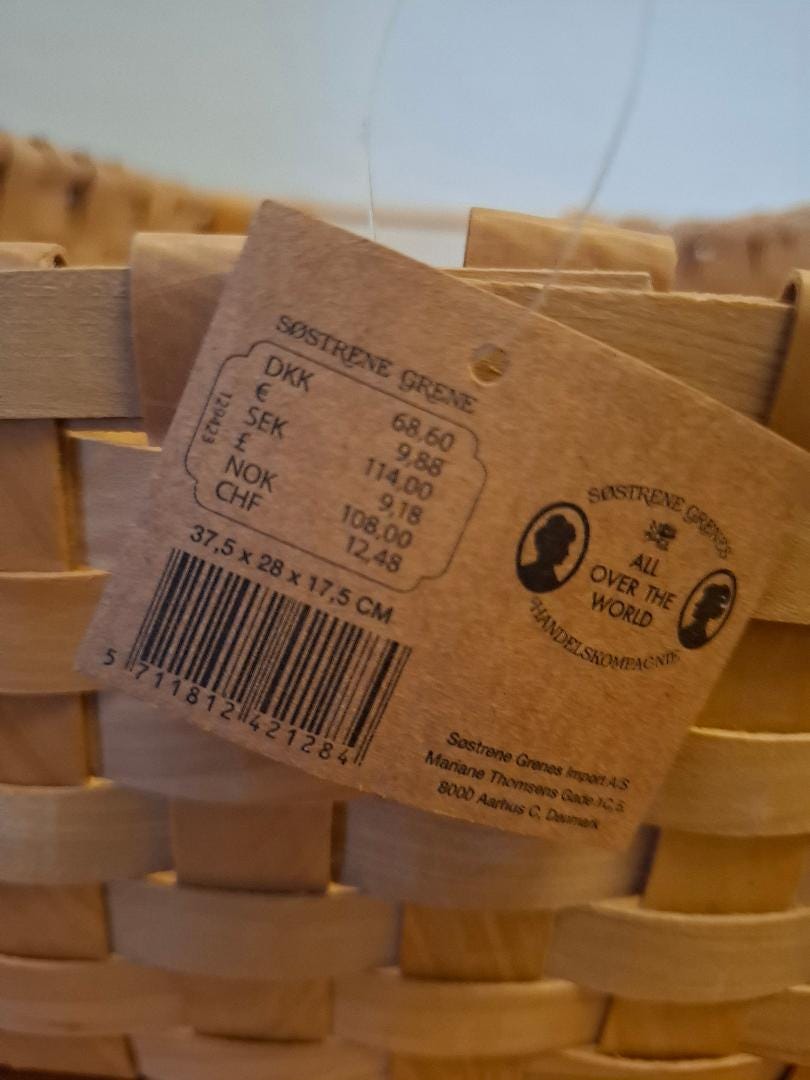 SØSTRENE GRENE
DKK 68,60
€ 9,88
SEK 114,00
£ 9,18
NOK 108,00
CHF 12,48
120423
37,5 x 28 x 17,5 CM
5 711812 421284
SØSTRENE GRENES
ALL
OVER THE
WORLD
HANDELSKOMPAGNIE
Søstrene Grenes Import A/S
Mariane Thomsens Gade 1C, 5.
8000 Aarhus C, Denmark